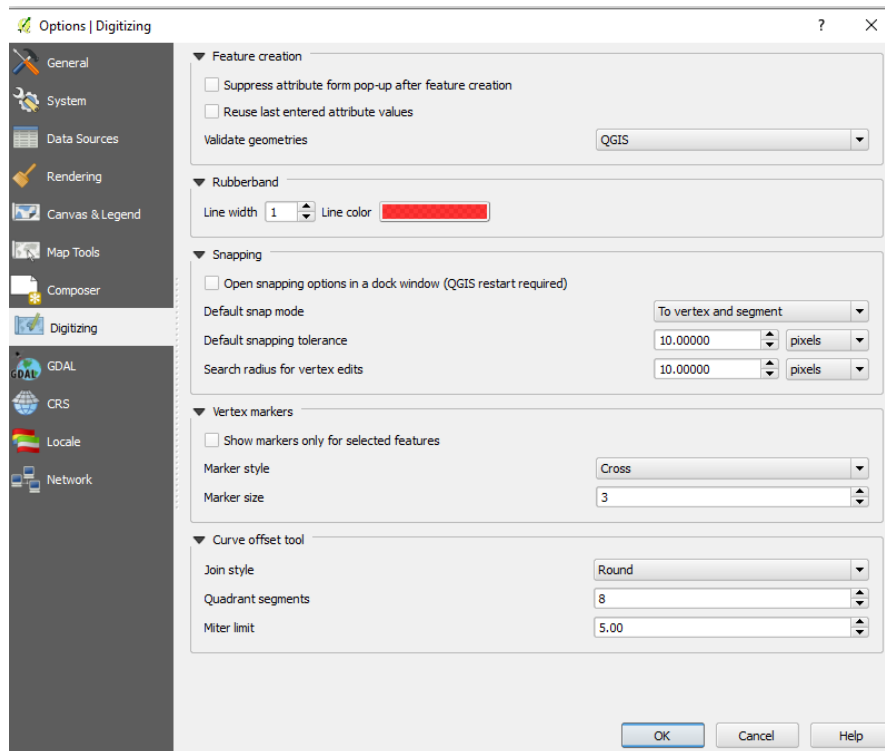 Options | Digitizing
?
General
System
Data Sources
Rendering
Canvas & Legend
Map Tools
Composer
Digitizing
GDAL
GDAL
CRS
Locale
Network
Feature creation
Suppress attribute form pop-up after feature creation
Reuse last entered attribute values
Validate geometries QGIS
Rubberband
Line width 1 Line color
Snapping
Open snapping options in a dock window (QGIS restart required)
Default snap mode To vertex and segment
Default snapping tolerance 10.00000 pixels
Search radius for vertex edits 10.00000 pixels
Vertex markers
Show markers only for selected features
Marker style Cross
Marker size 3
Curve offset tool
Join style Round
Quadrant segments 8
Miter limit 5.00
OK Cancel Help